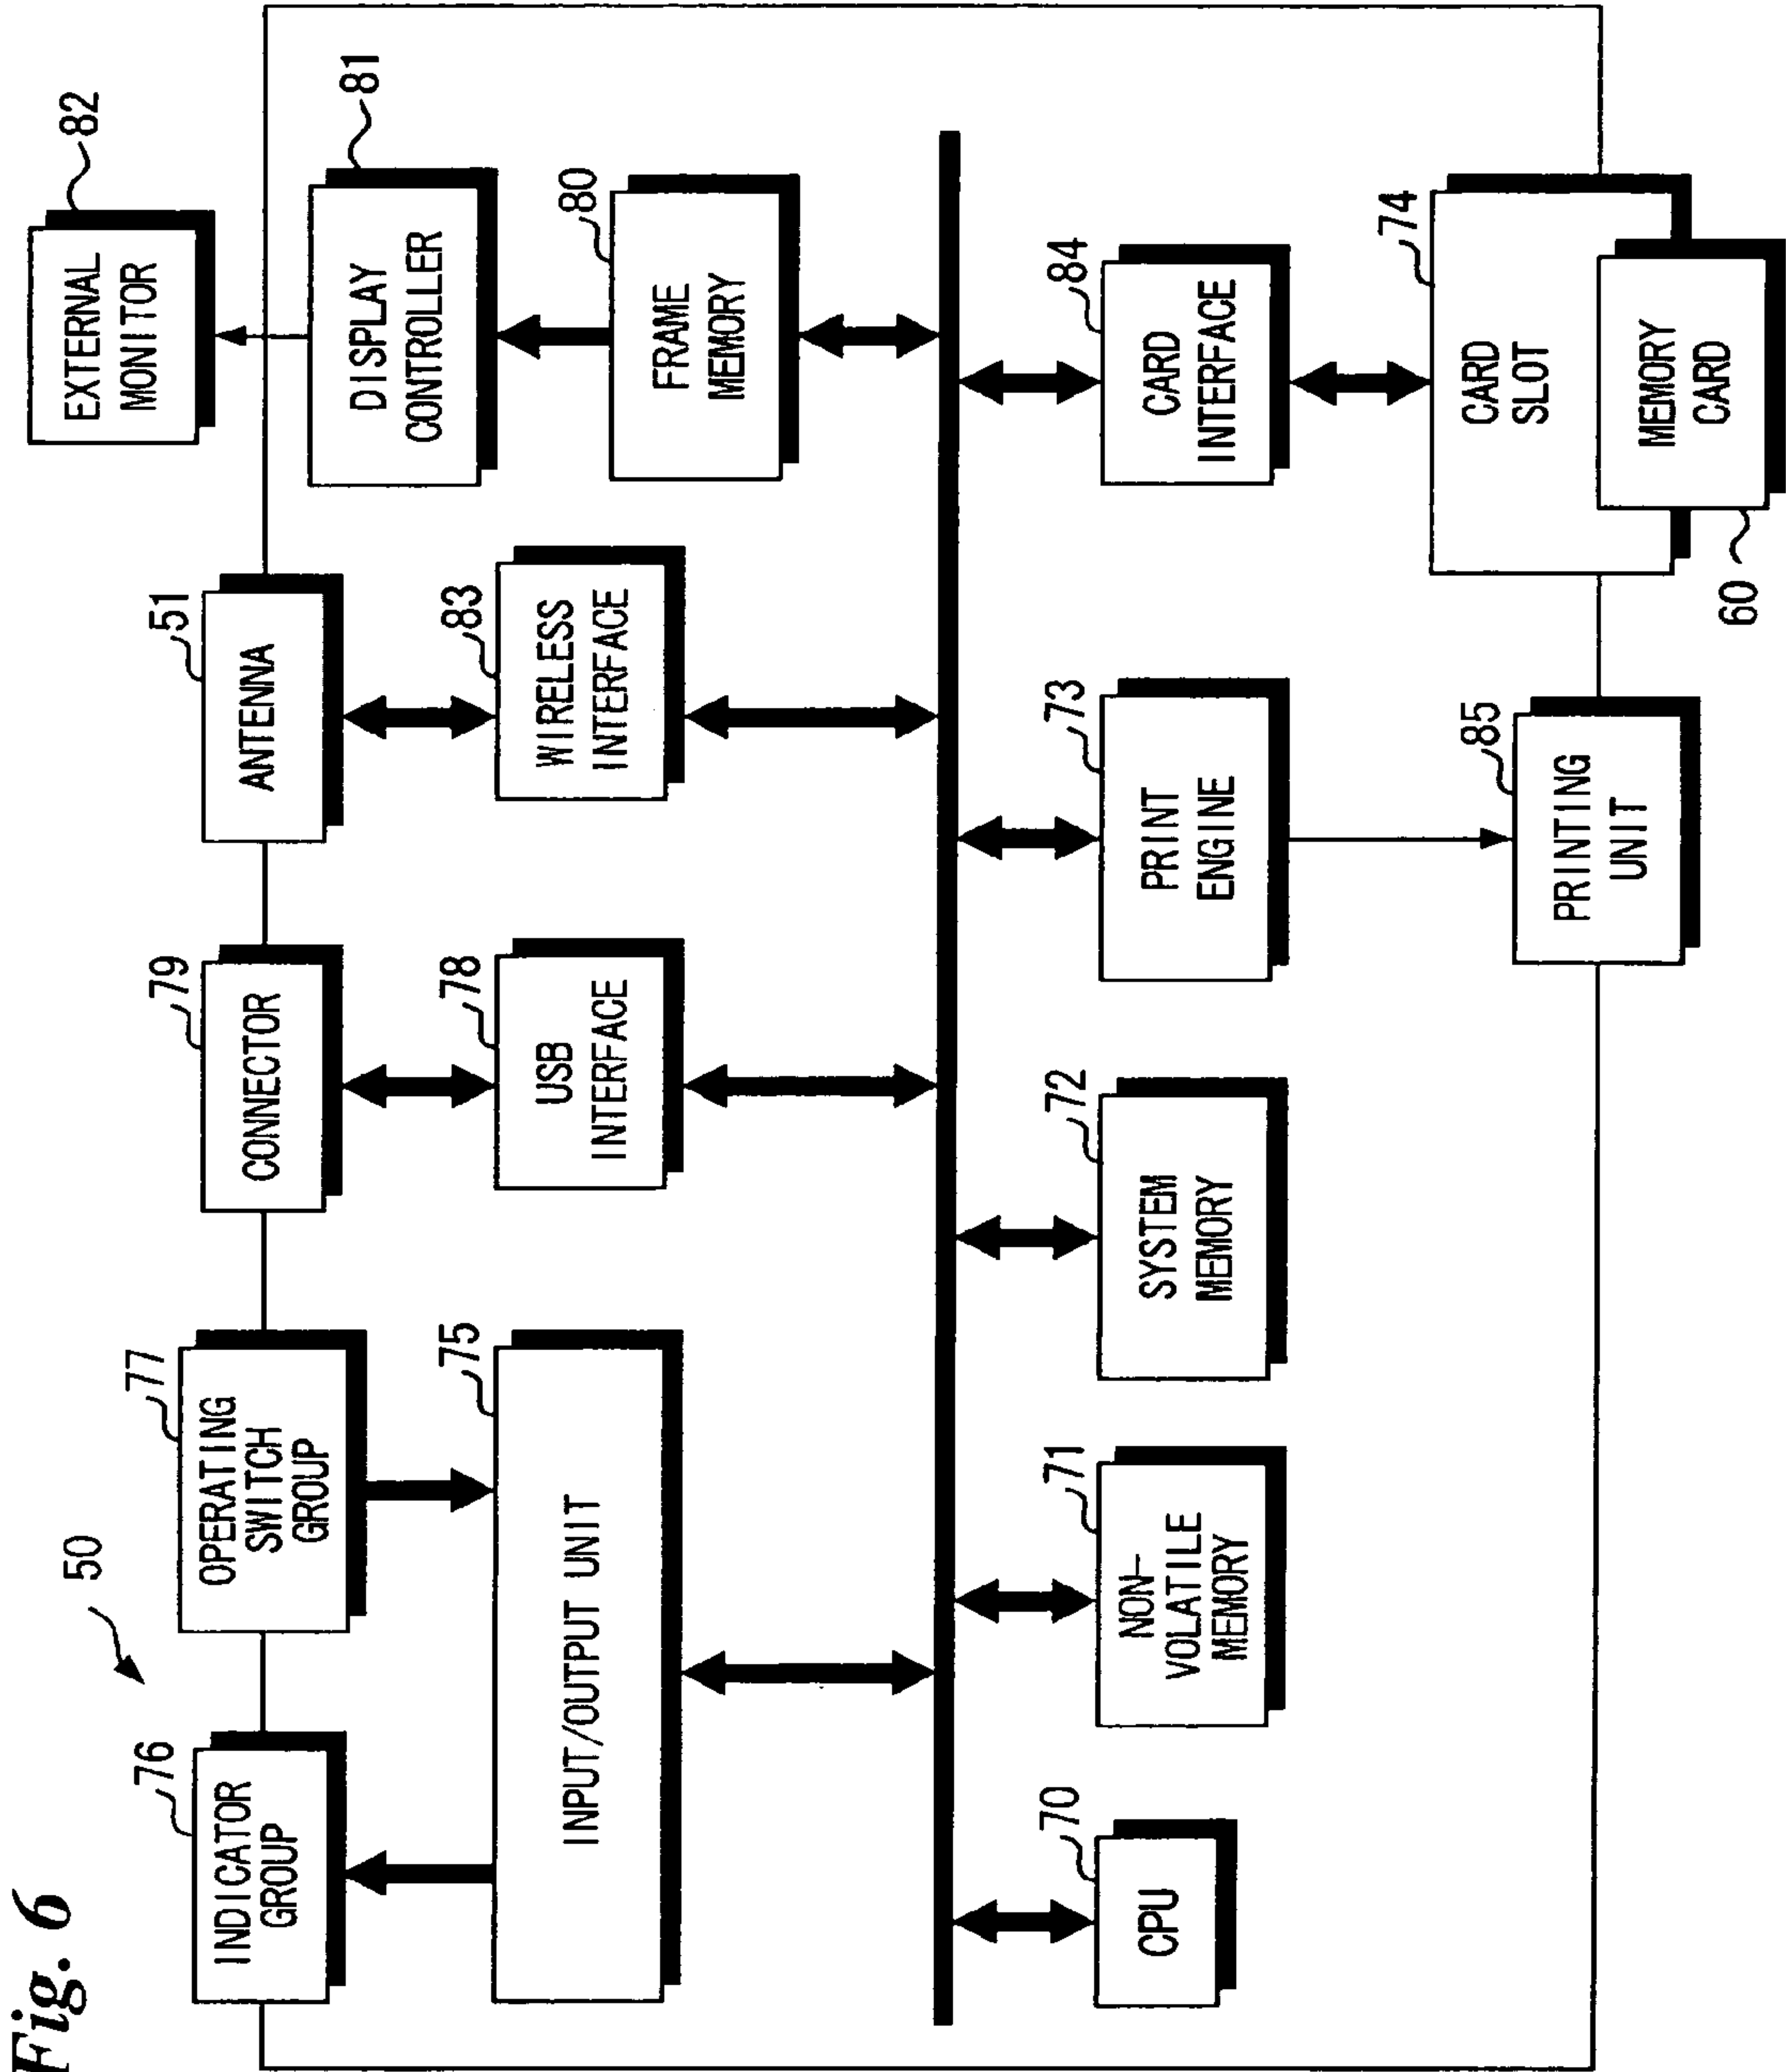 Fig. 6
50
76
INDICATOR
GROUP
77
OPERATING
SWITCH
GROUP
79
CONNECTOR
51
ANTENNA
82
EXTERNAL
MONITOR
81
DISPLAY
CONTROLLER
75
INPUT/OUTPUT UNIT
78
USB
INTERFACE
83
WIRELESS
INTERFACE
80
FRAME
MEMORY
70
CPU
71
NON-
VOLATILE
MEMORY
72
SYSTEM
MEMORY
73
PRINT
ENGINE
84
CARD
INTERFACE
85
PRINTING
UNIT
74
CARD
SLOT
60
MEMORY
CARD